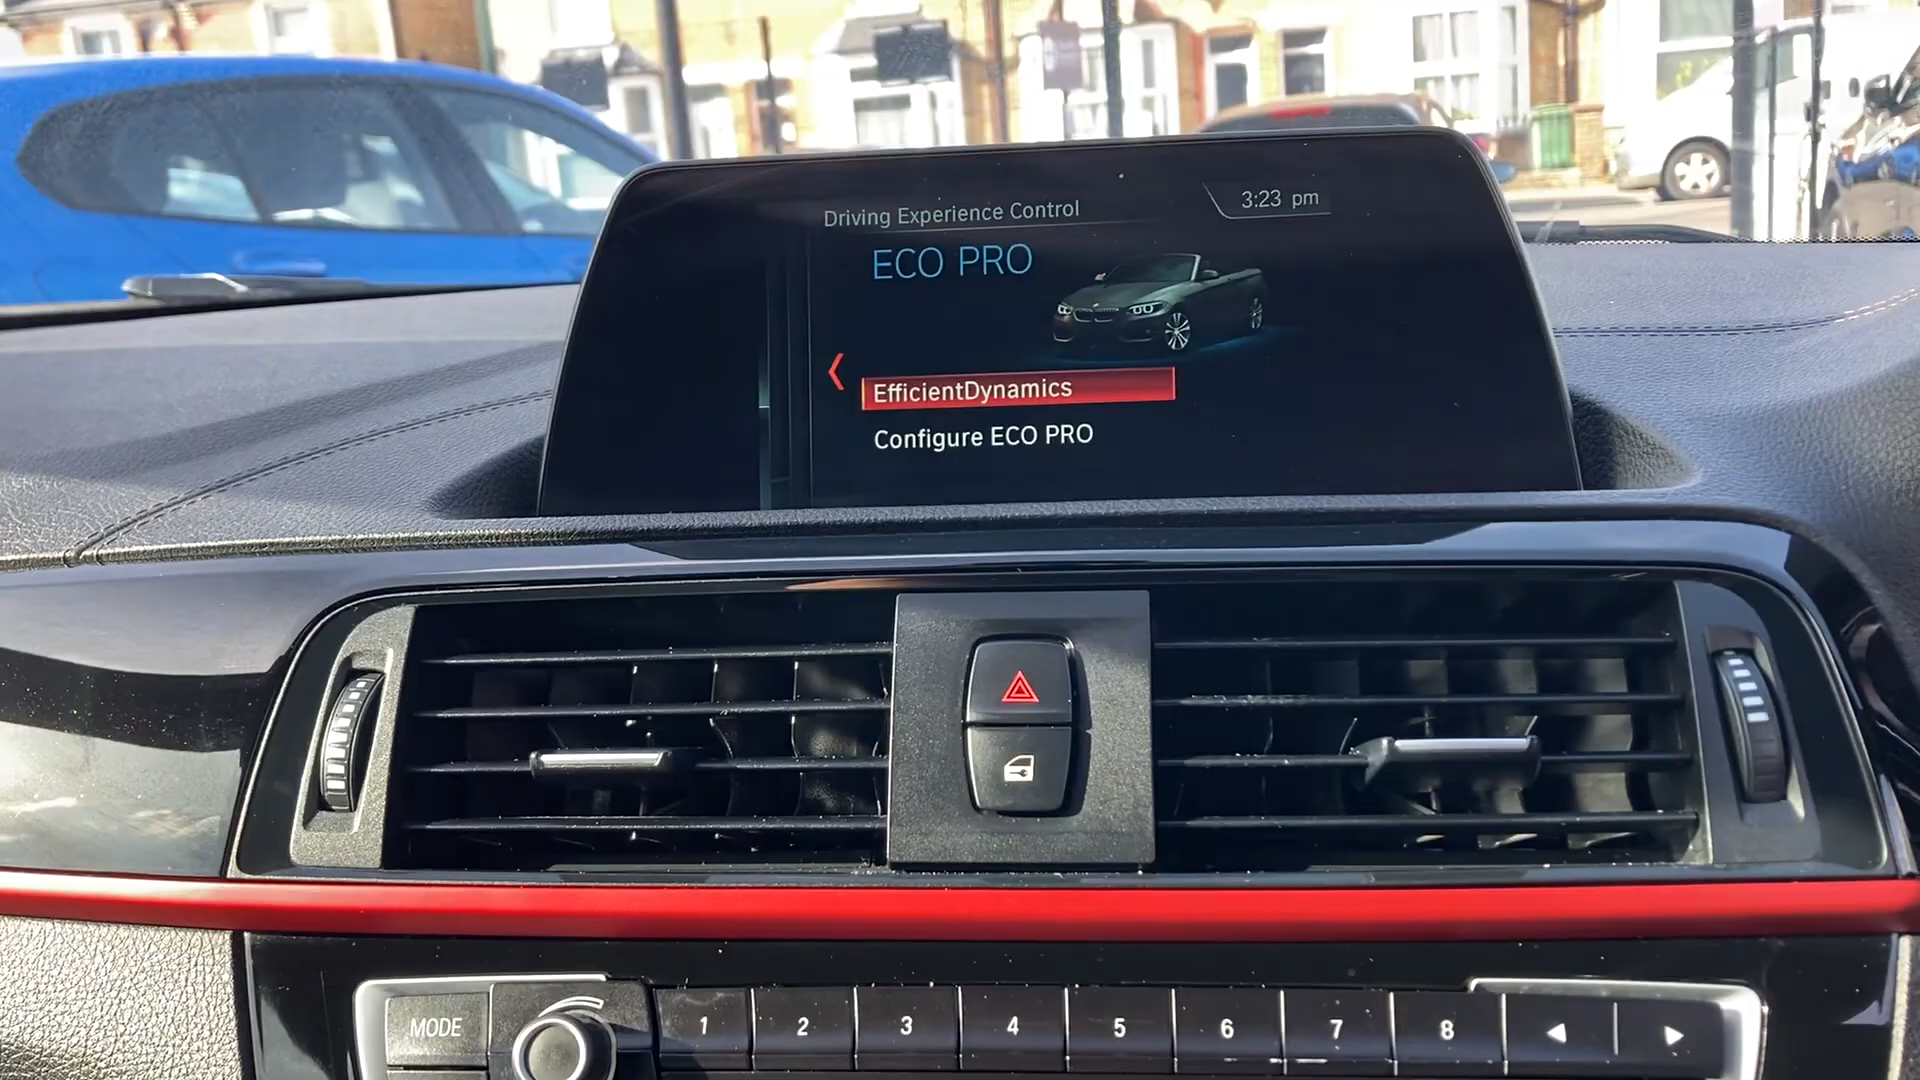 Driving Experience Control
3:23 pm
ECO PRO
EfficientDynamics
Configure ECO PRO
MODE
1 2 3 4 5 6 7 8